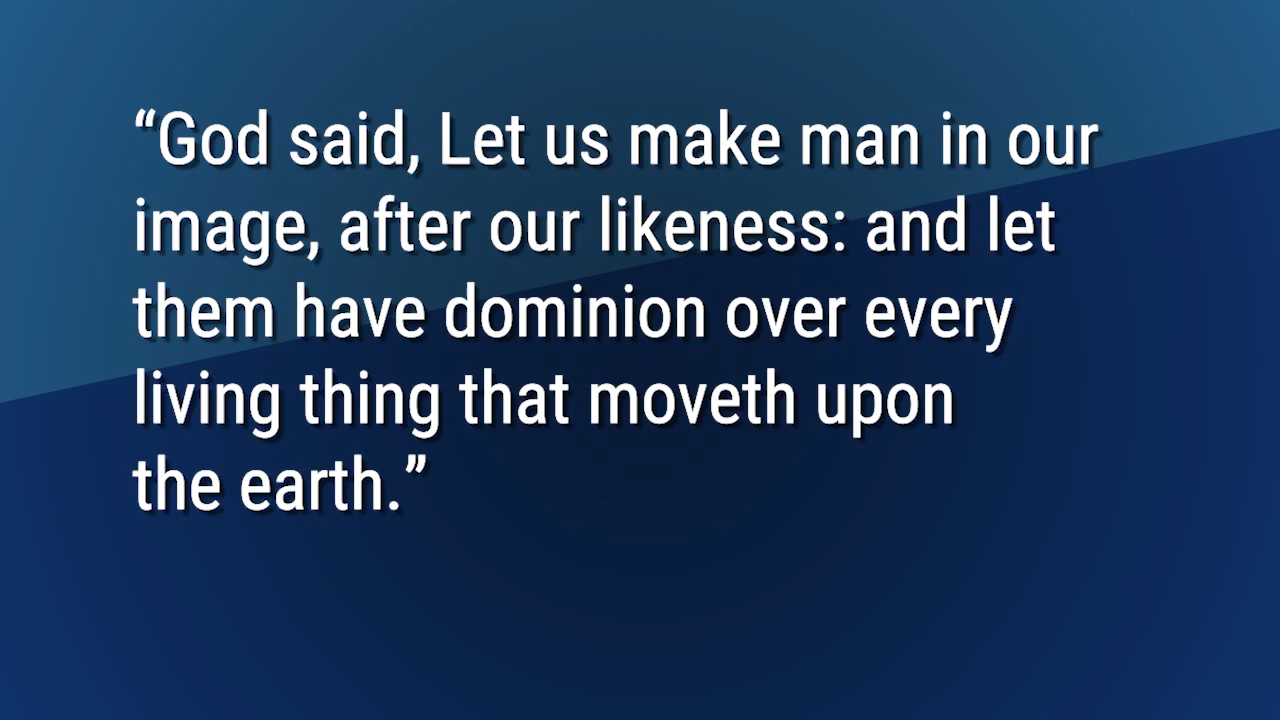 “God said, Let us make man in our
image, after our likeness: and let
them have dominion over every
living thing that moveth upon
the earth.”